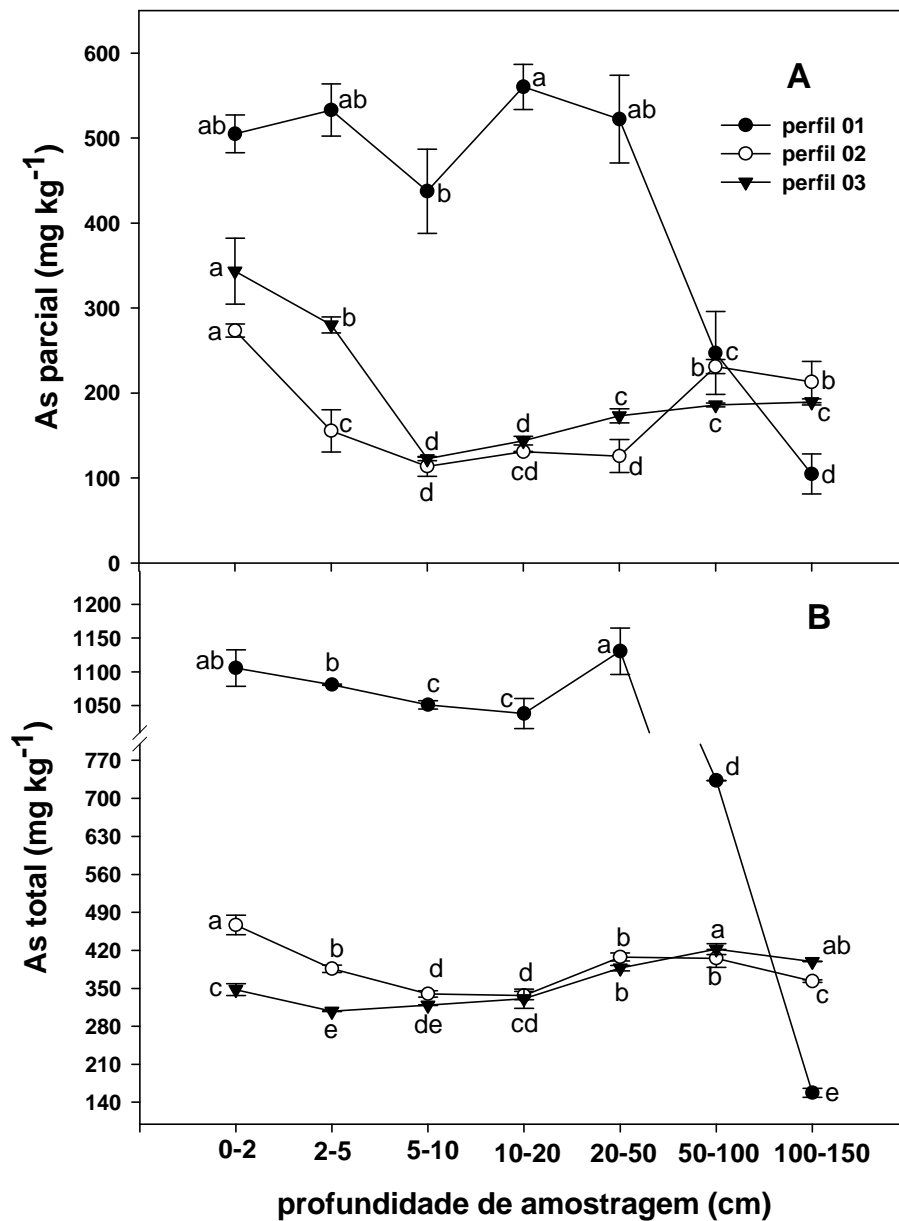 A
perfil 01
perfil 02
perfil 03
As parcial (mg kg-1)
600
500
400
300
200
100
0
ab
ab
b
a
ab
c
d
a
b
d
d
c
c
c
a
c
d
cd
d
b
b
B
As total (mg kg-1)
1200
1150
1100
1050
770
700
630
560
490
420
350
280
210
140
ab
b
c
c
a
d
e
a
b
d
d
b
b
c
c
e
de
cd
b
a
ab
0-2
2-5
5-10
10-20
20-50
50-100
100-150
profundidade de amostragem (cm)